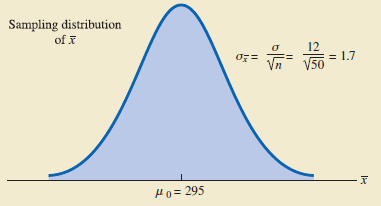 Sampling distribution
of x̄
σx̄ = σ/√n = 12/√50 = 1.7
x̄
μ0 = 295